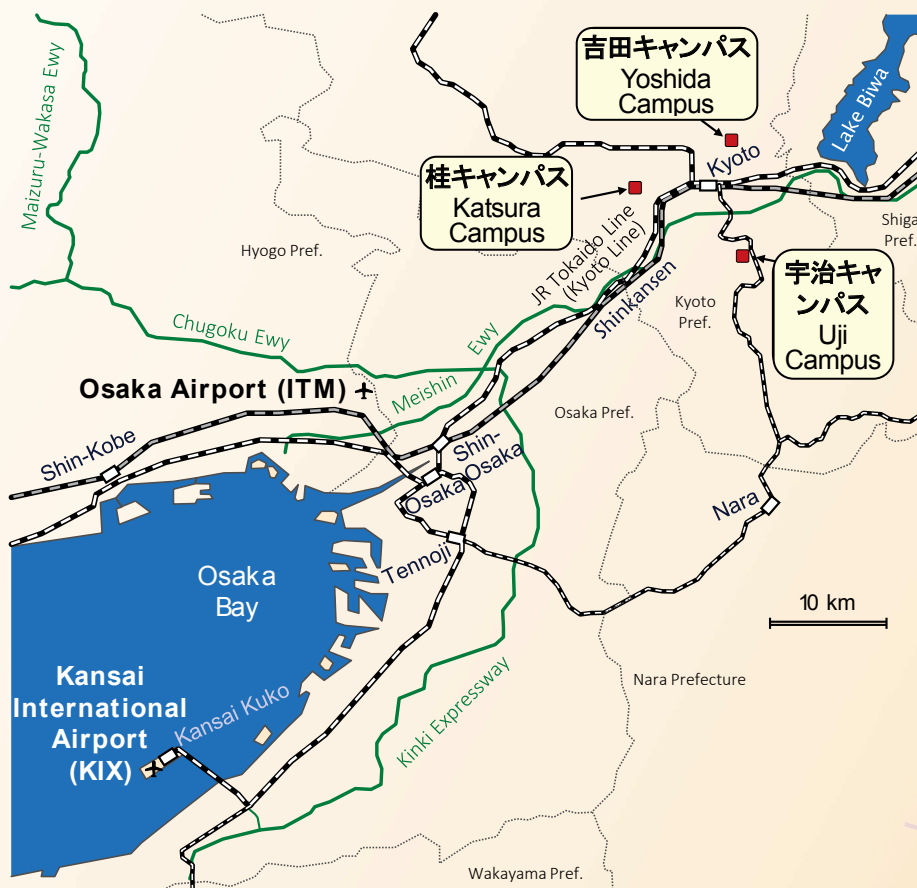 吉田キャンパス
Yoshida
Campus
Maizuru-Wakasa Ewy
Lake Biwa
Kyoto
桂キャンパス
Katsura
Campus
JR Tokaido Line
(Kyoto Line)
Shiga
Pref.
Hyogo Pref.
Shinkansen
宇治キャ
ンパス
Uji
Campus
Kyoto
Pref.
Chugoku Ewy
Meishin Ewy
Osaka Airport (ITM)
Osaka Pref.
Shin-Kobe
Shin-
Osaka
Osaka
Nara
Tennoji
Osaka
Bay
10 km
Kansai
International
Airport
(KIX)
Kansai Kuko
Kinki Expressway
Nara Prefecture
Wakayama Pref.